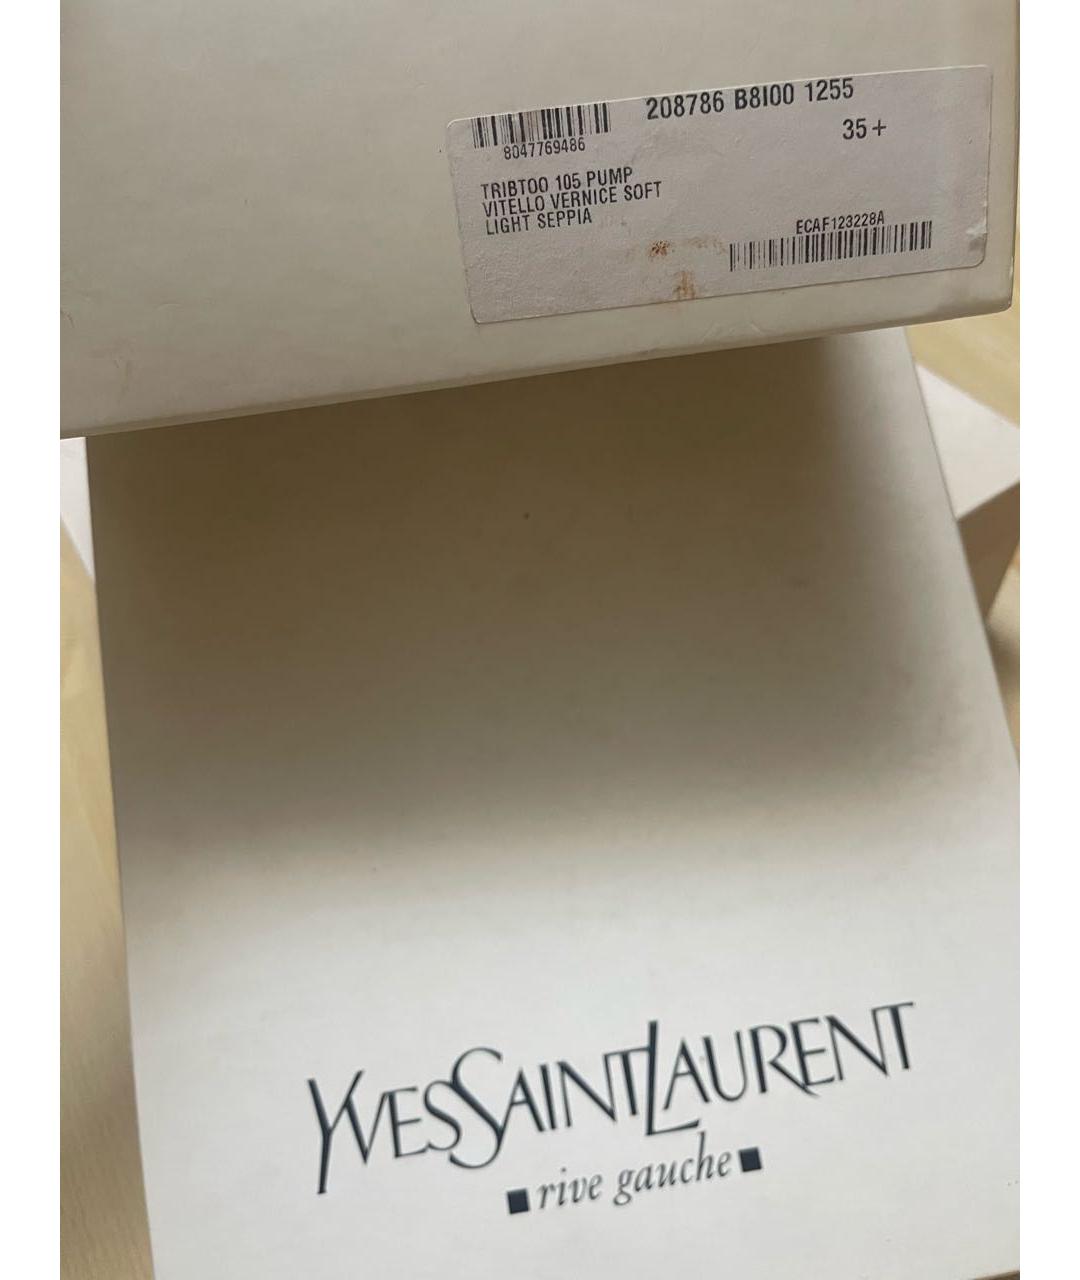 208786 B8I00 1255
35+
8047769486
TRIBTOO 105 PUMP
VITELLO VERNICE SOFT
LIGHT SEPPIA
ECAF123228A
YVESSAINTLAURENT
rive gauche